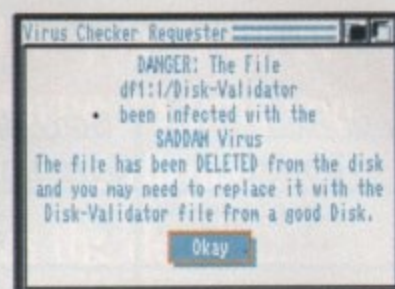 Virus Checker Requester
DANGER: The File
df1:1/Disk-Validator
• been infected with the
SADDAM Virus
The file has been DELETED from the disk
and you may need to replace it with the
Disk-Validator file from a good Disk.
Okay